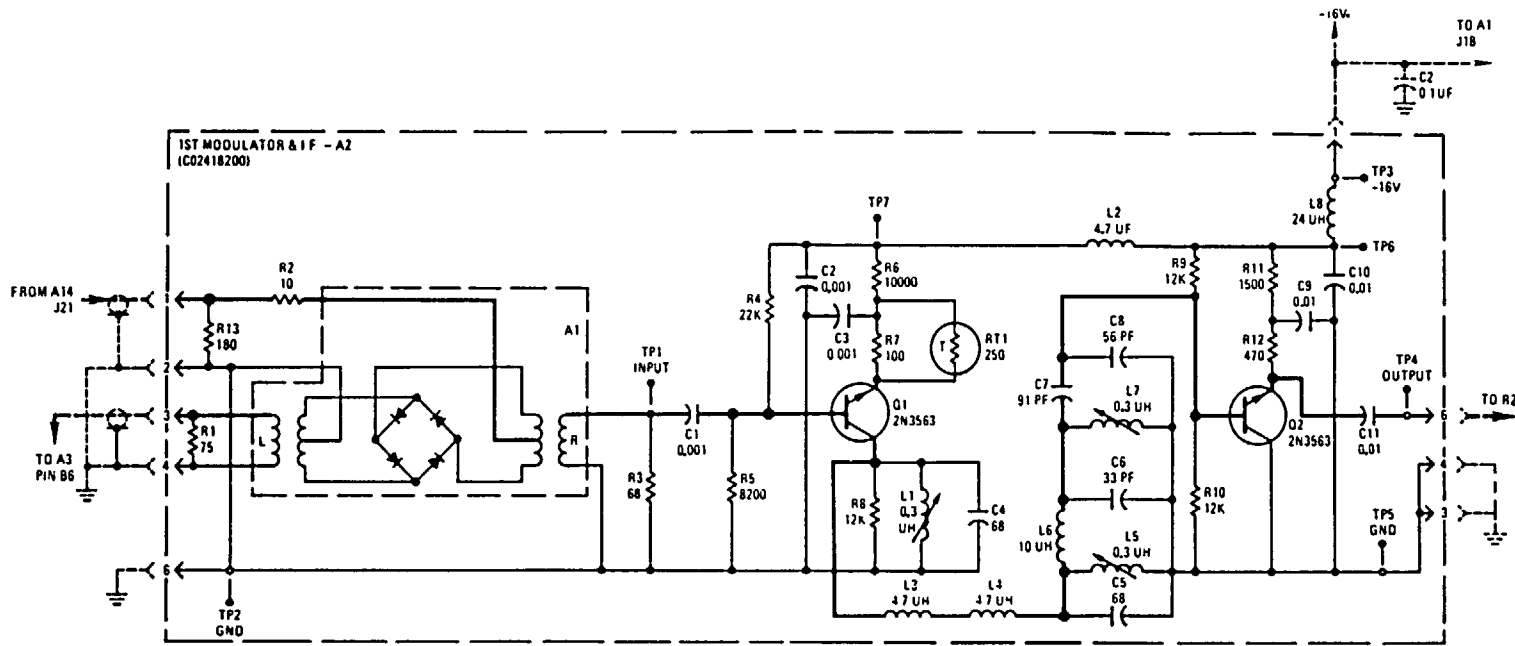 -16V
TO A1
J18
C2
0.1UF
1ST MODULATOR & I F - A2
(C02418200)
TP3
-16V
L8
24 UH
TP7
L2
4.7 UF
TP6
R2
10
FROM A14
J21
1
R13
180
A1
C2
0,001
R6
10000
R9
12K
R11
1500
C9
0.01
C10
0.01
R4
22K
C3
0 001
R7
100
T
RT1
250
C8
56 PF
R12
470
2
TP1
INPUT
TP4
OUTPUT
C7
91 PF
L7
0.3 UH
3
R1
75
L
R
C1
0,001
Q1
2N3563
Q2
2N3563
C11
0,01
6
TO R2
TO A3
PIN B6
4
C6
33 PF
4
R3
68
R5
8200
R8
12K
L1
0.3
UH
C4
68
R10
12K
TP5
GND
3
L6
10 UH
L5
0.3 UH
6
C5
68
L3
4.7 UH
L4
4.7 UH
TP2
GND